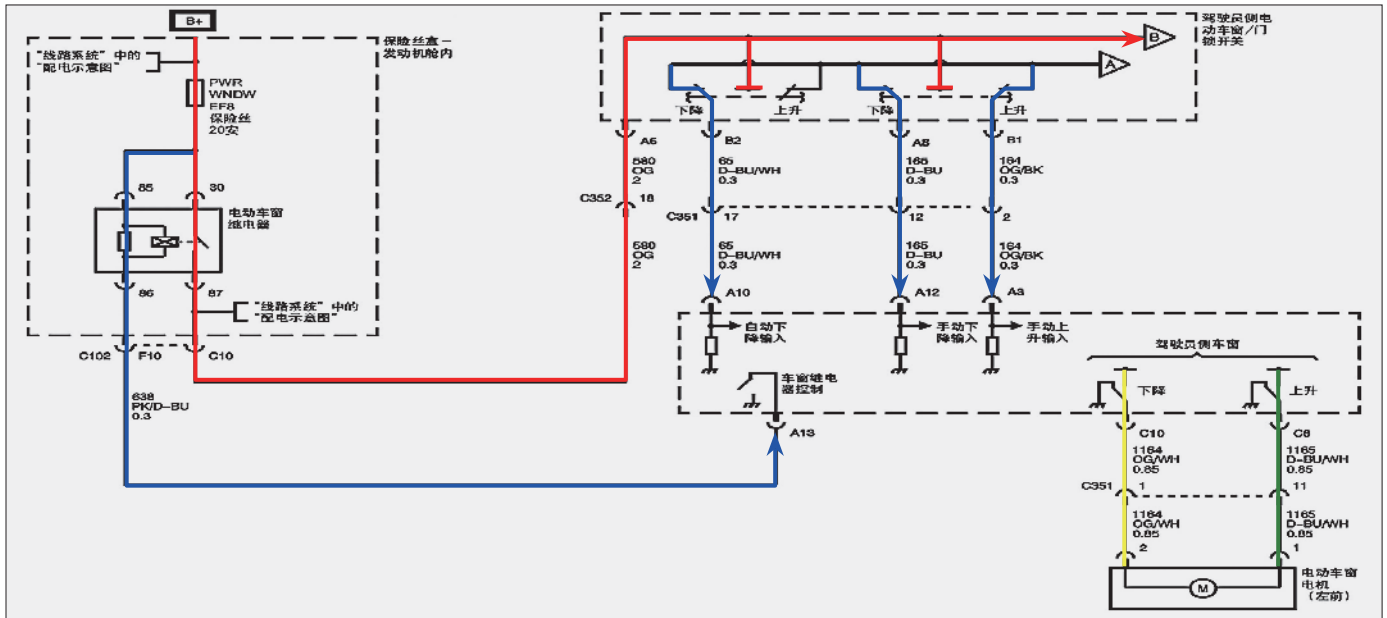 B+
"线路系统"中的
"配电示意图"
保险丝盒－
发动机舱内
PWR
WNDW
EF8
保险丝
20安
85
30
电动车窗
继电器
86
87
"线路系统"中的
"配电示意图"
C102
F10
C10
638
PK/D-BU
0.3
驾驶员侧电
动车窗/门
锁开关
B
A
下降
上升
下降
上升
A6
B2
A8
B1
580
OG
2
65
D-BU/WH
0.3
165
D-BU
0.3
164
OG/BK
0.3
C352
18
C351
17
12
2
580
OG
2
65
D-BU/WH
0.3
165
D-BU
0.3
164
OG/BK
0.3
A10
A12
A3
自动下
降输入
手动下
降输入
手动上
升输入
驾驶员侧车窗
车窗继电
器控制
下降
上升
A13
C10
C8
1164
OG/WH
0.85
1165
D-BU/WH
0.85
C351
1
11
1164
OG/WH
0.85
1165
D-BU/WH
0.85
2
1
M
电动车窗
电机
（左前）